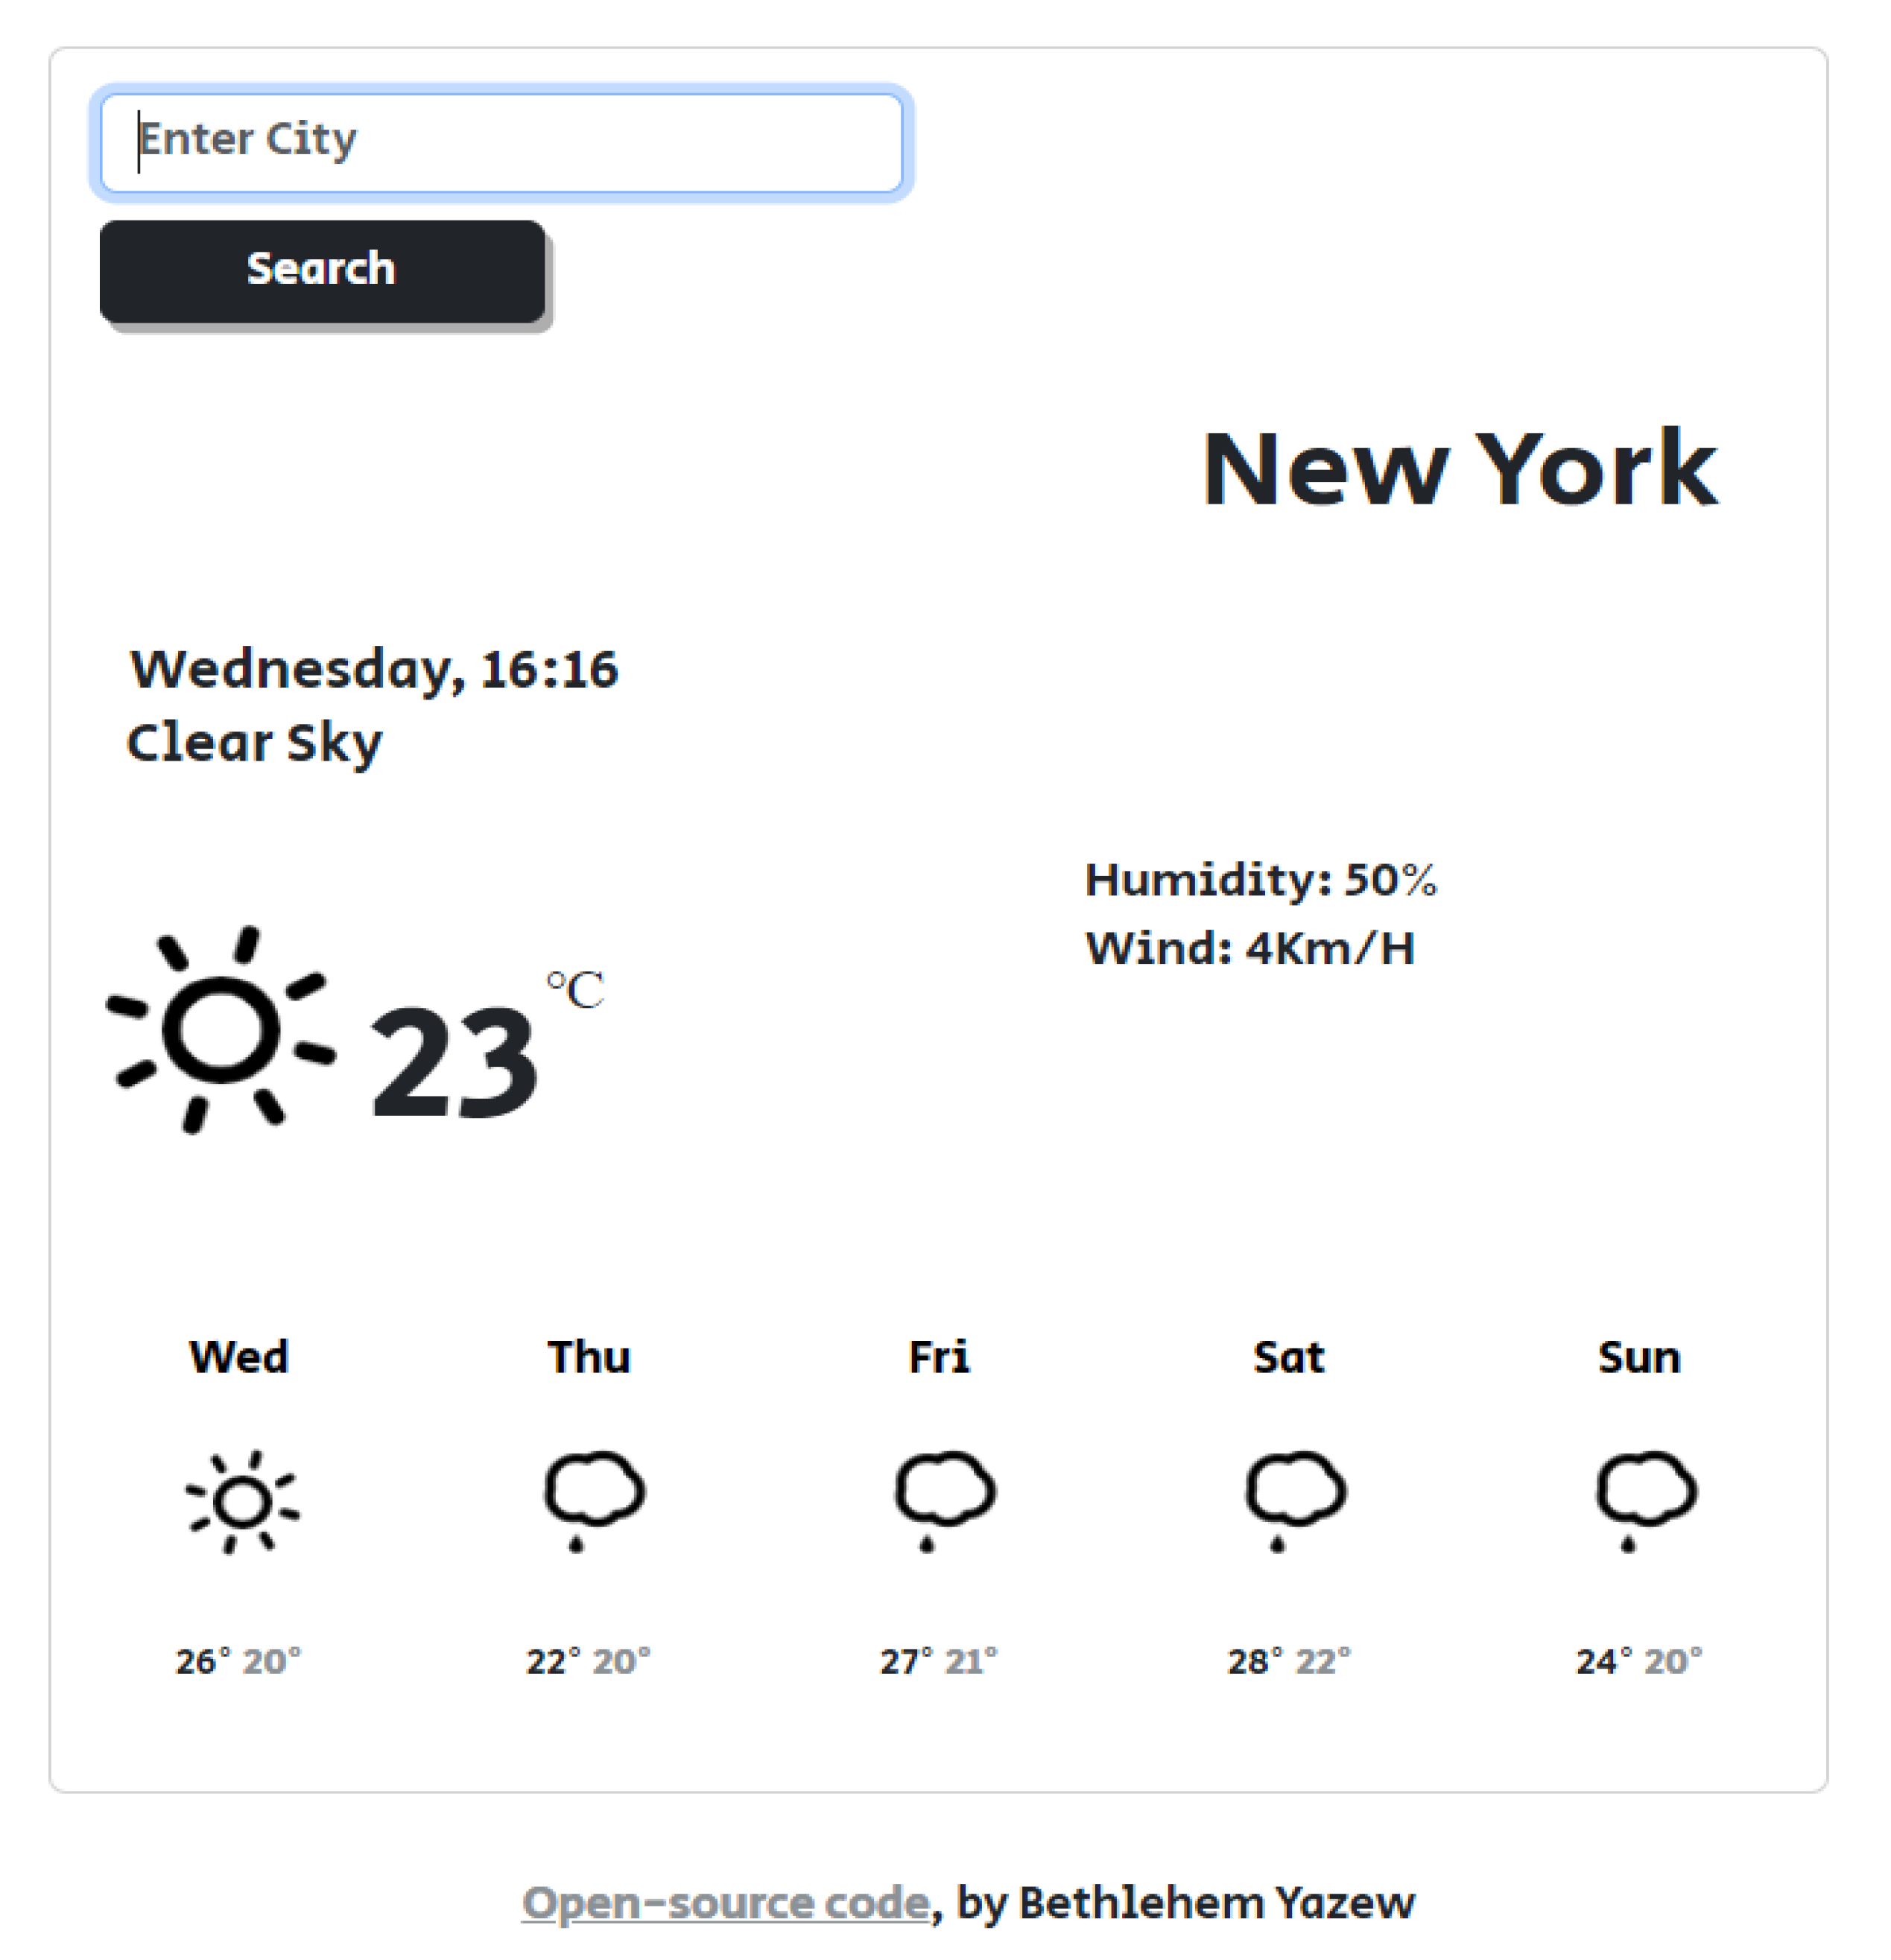 Enter City
Search
New York
Wednesday, 16:16
Clear Sky
Humidity: 50%
Wind: 4Km/H
23 °C
Wed Thu Fri Sat Sun
26° 20° 22° 20° 27° 21° 28° 22° 24° 20°
Open-source code, by Bethlehem Yazew